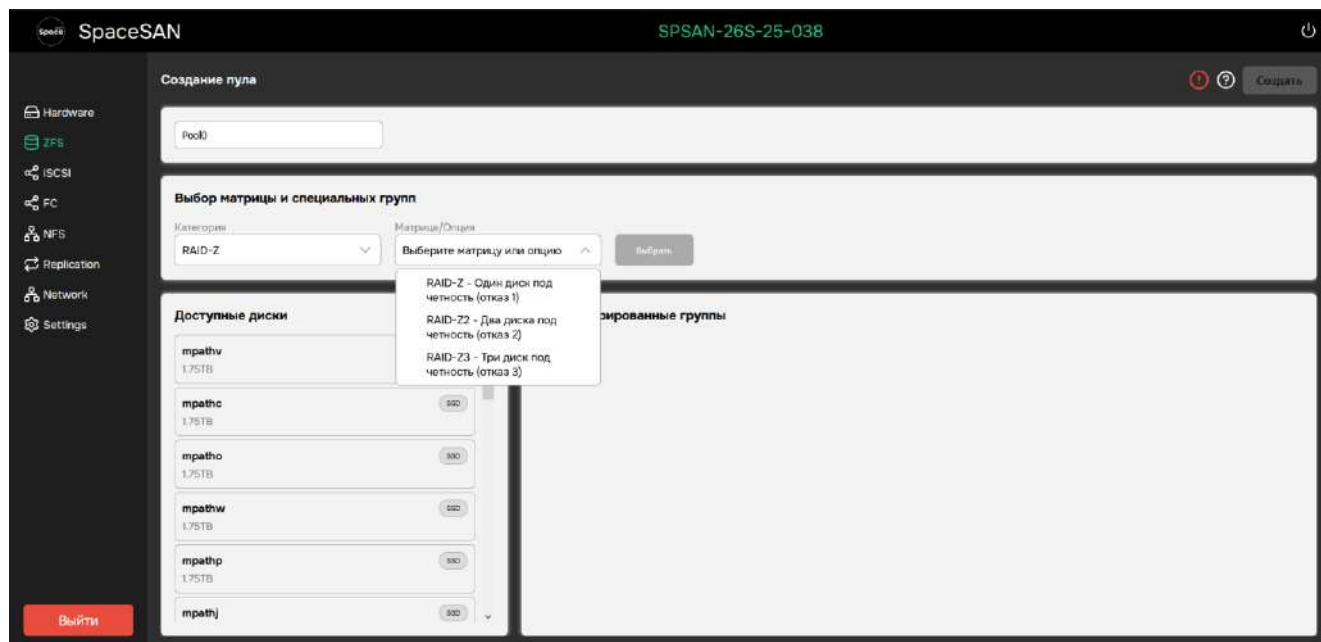 Space
SpaceSAN
SPSAN-26S-25-038
Создание пула
Создать
Hardware
ZFS
iSCSI
FC
NFS
Replication
Network
Settings
Выйти
Pool0
Выбор матрицы и специальных групп
Категория
Матрица/Опция
RAID-Z
Выберите матрицу или опцию
Выбрать
RAID-Z - Один диск под
четность (отказ 1)
RAID-Z2 - Два диска под
четность (отказ 2)
RAID-Z3 - Три диск под
четность (отказ 3)
Доступные диски
ированные группы
mpathv
1.75TB
mpathc
SSD
1.75TB
mpatho
SSD
1.75TB
mpathw
SSD
1.75TB
mpathp
SSD
1.75TB
mpathj
SSD